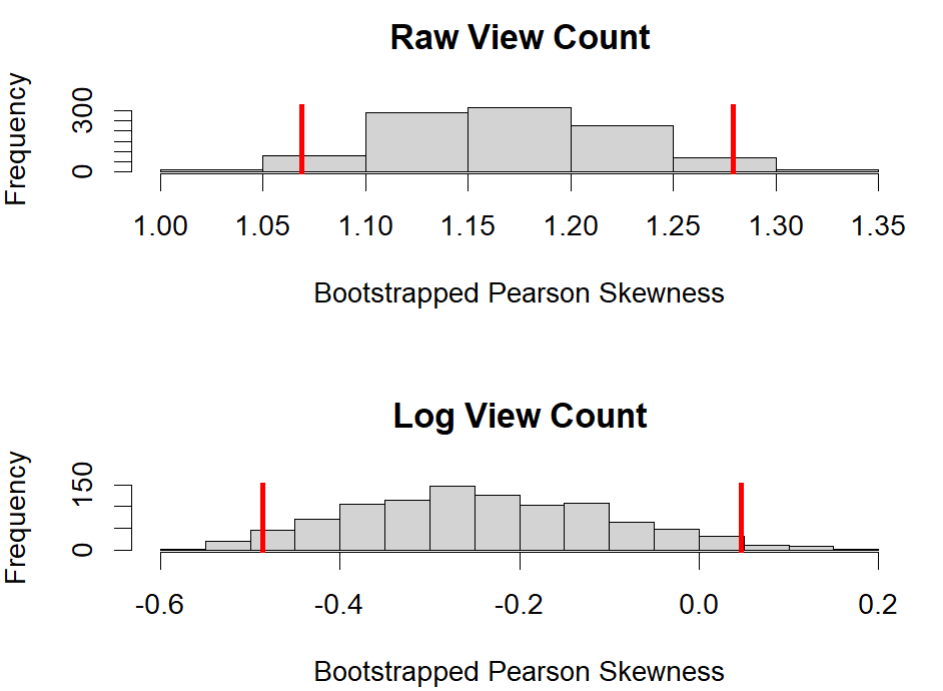 Raw View Count
Frequency
300
0
1.00 1.05 1.10 1.15 1.20 1.25 1.30 1.35
Bootstrapped Pearson Skewness
Log View Count
Frequency
150
0
-0.6 -0.4 -0.2 0.0 0.2
Bootstrapped Pearson Skewness